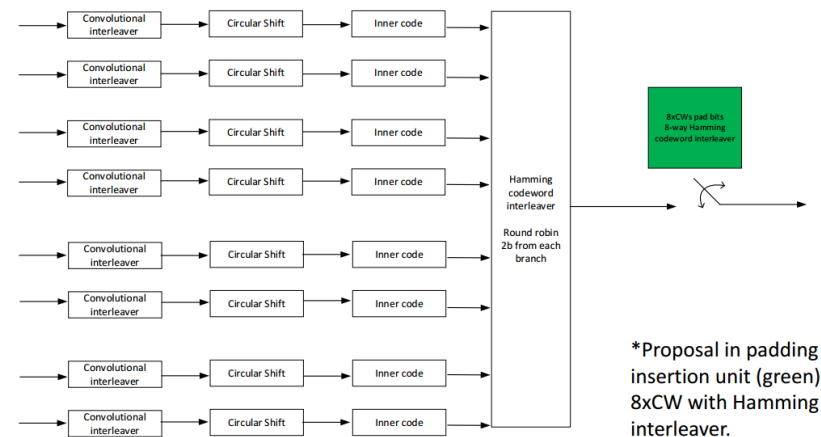 Convolutional
interleaver
Circular Shift
Inner code
Convolutional
interleaver
Circular Shift
Inner code
Convolutional
interleaver
Circular Shift
Inner code
Convolutional
interleaver
Circular Shift
Inner code
Convolutional
interleaver
Circular Shift
Inner code
Convolutional
interleaver
Circular Shift
Inner code
Convolutional
interleaver
Circular Shift
Inner code
Convolutional
interleaver
Circular Shift
Inner code
Hamming
codeword
interleaver
Round robin
2b from each
branch
8xCWs pad bits
8-way Hamming
codeword interleaver
*Proposal in padding
insertion unit (green)
8xCW with Hamming
interleaver.